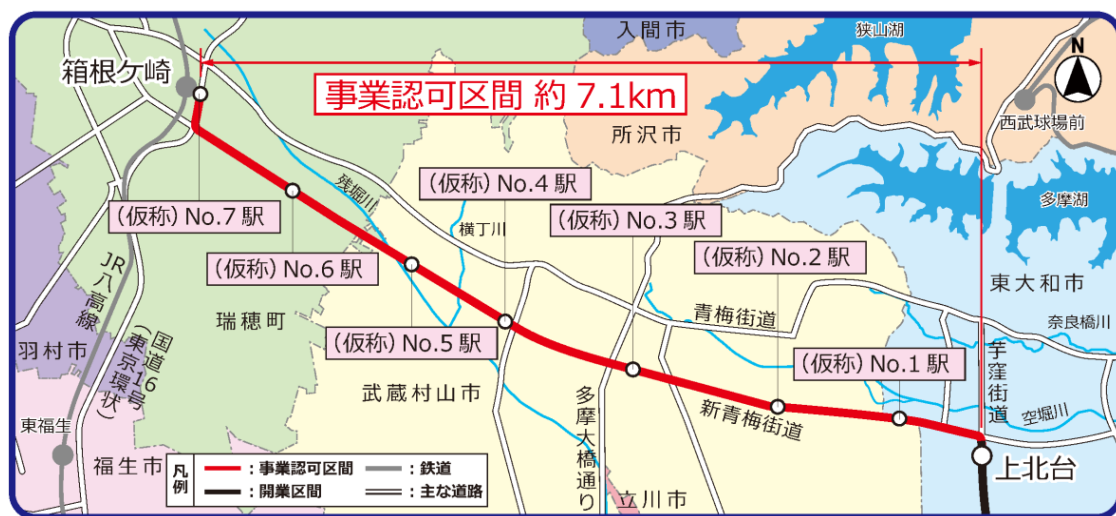 入間市
狭山湖
N
箱根ケ崎
事業認可区間 約 7.1km
西武球場前
所沢市
残堀川
(仮称) No.4 駅
(仮称) No.3 駅
多摩湖
(仮称) No.7 駅
横丁川
(仮称) No.2 駅
(仮称) No.6 駅
東大和市
JR八高線
国道16号
(東京環状)
瑞穂町
青梅街道
奈良橋川
羽村市
(仮称) No.5 駅
(仮称) No.1 駅
芋窪街道
武蔵村山市
多摩大橋通り
新青梅街道
空堀川
東福生
福生市
上北台
立川市
凡例
：事業認可区間
：鉄道
：開業区間
：主な道路